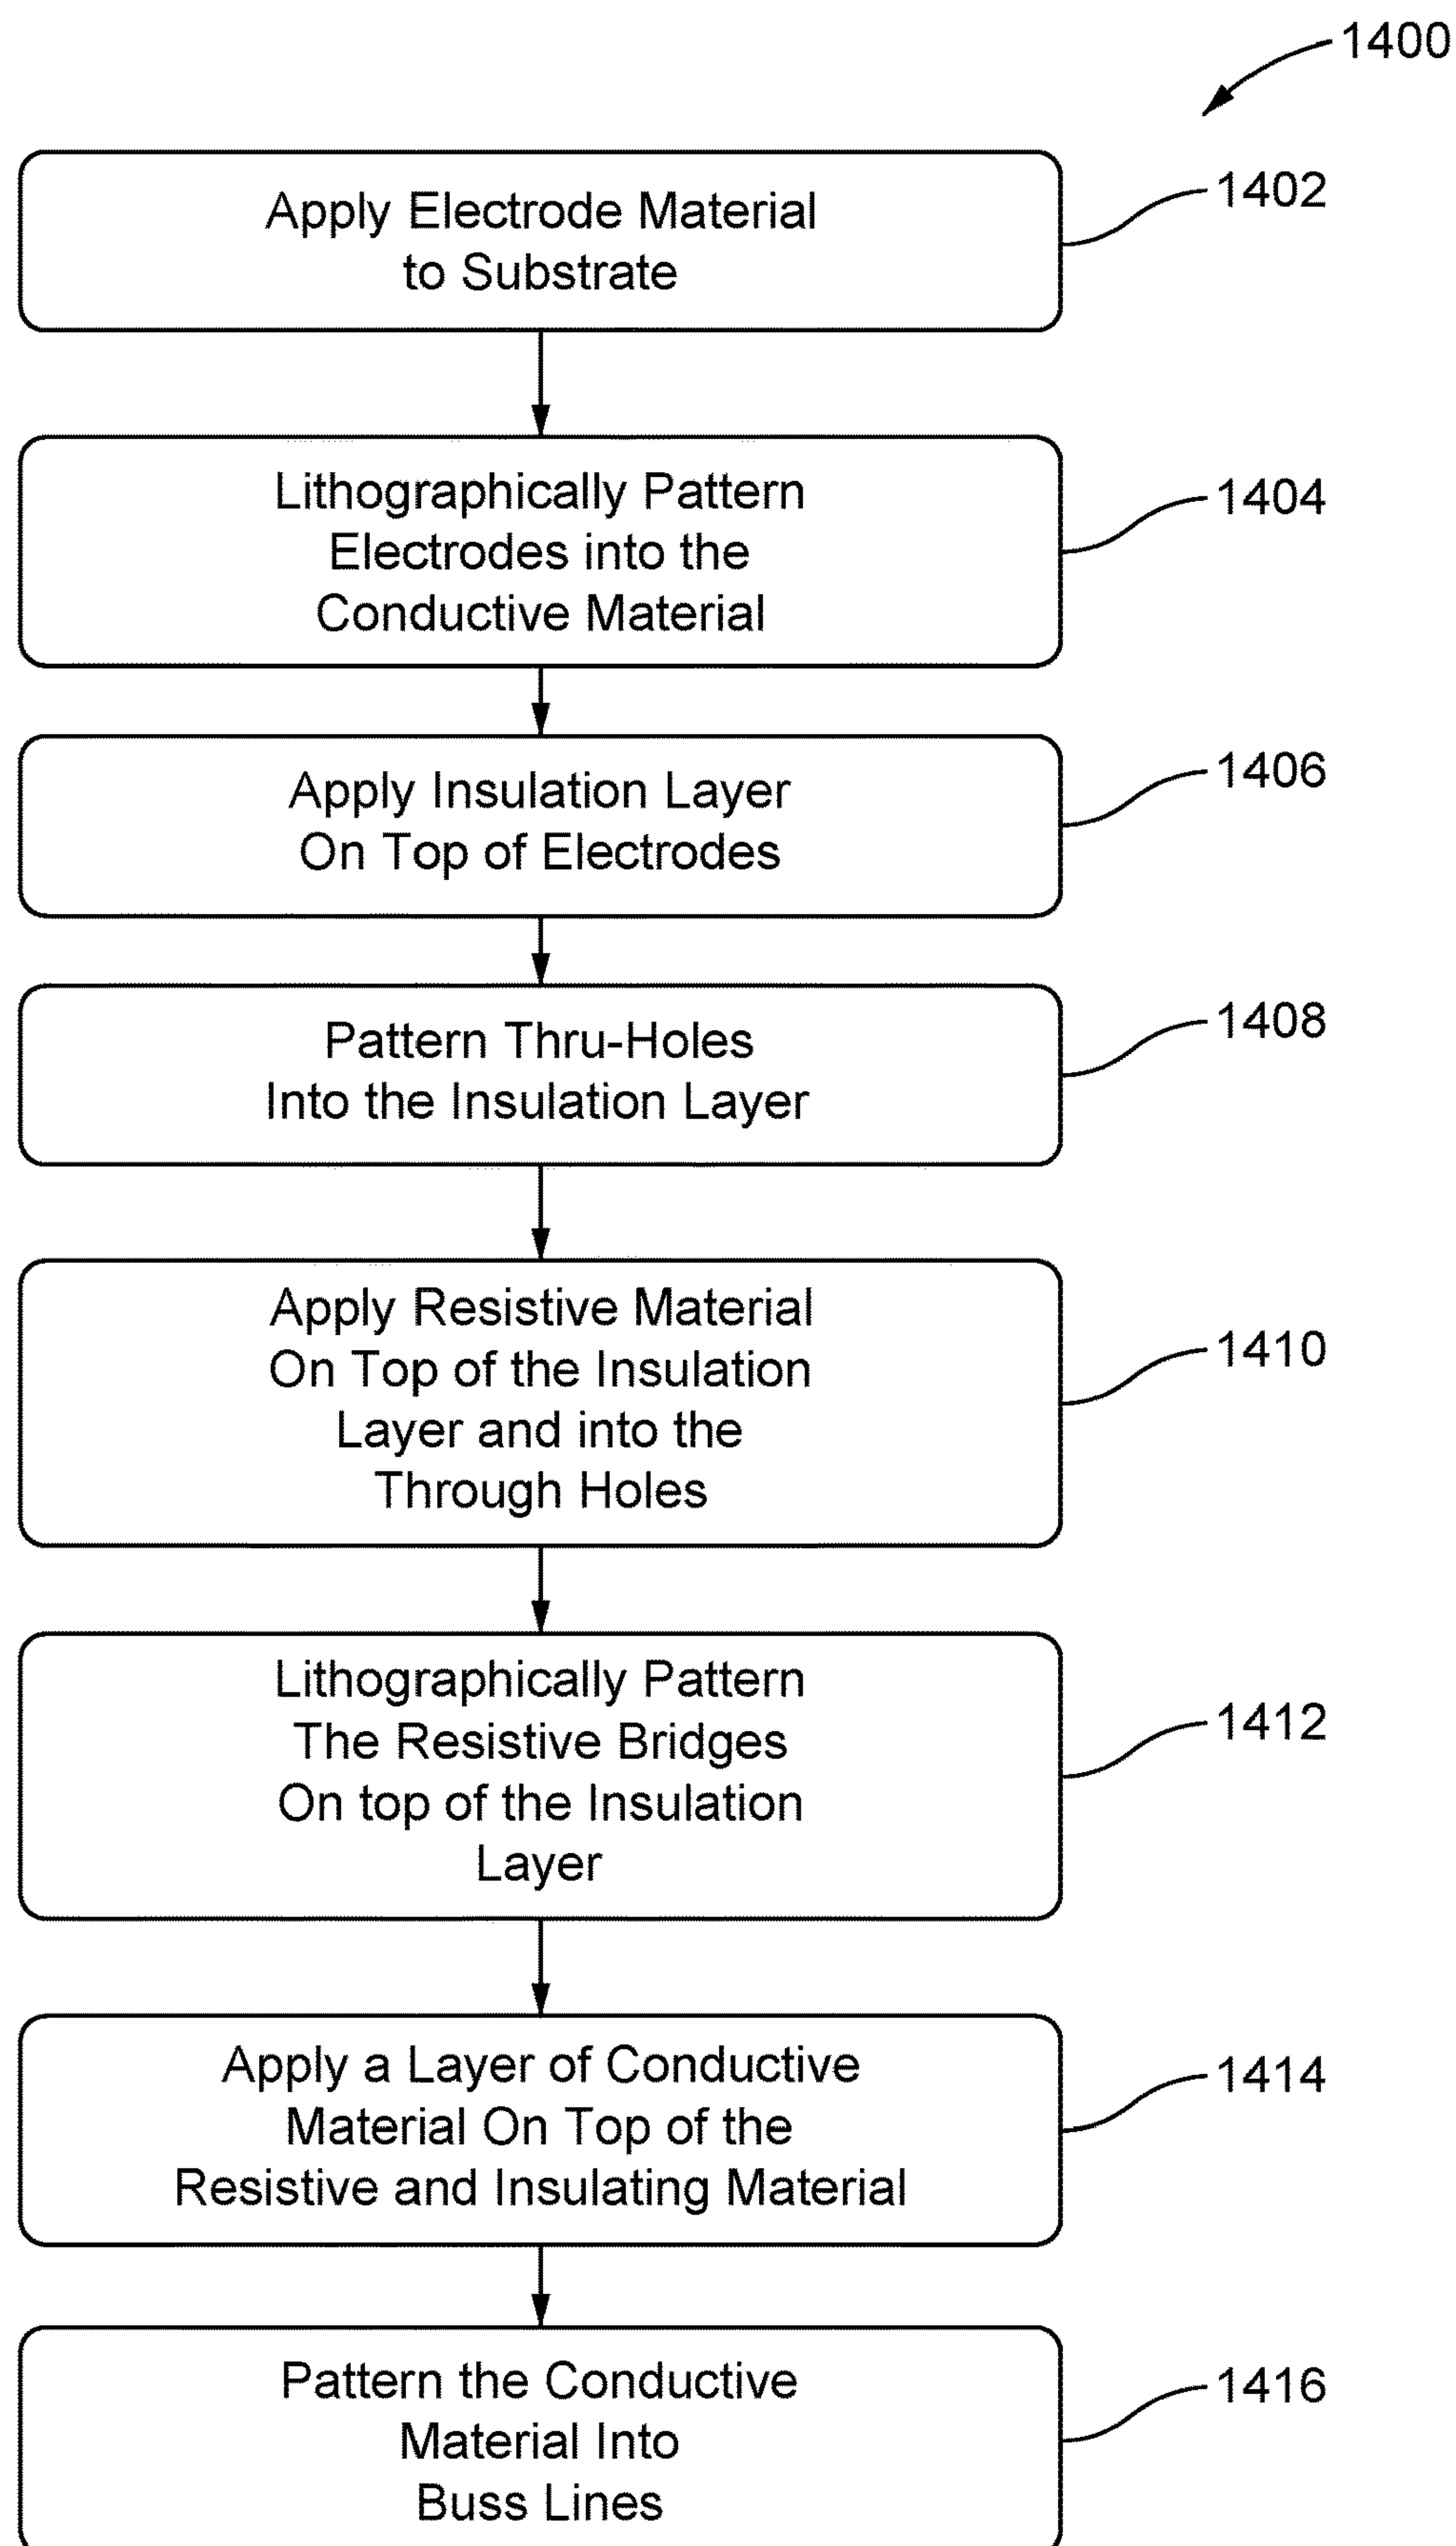 1400
Apply Electrode Material
to Substrate
1402
Lithographically Pattern
Electrodes into the
Conductive Material
1404
Apply Insulation Layer
On Top of Electrodes
1406
Pattern Thru-Holes
Into the Insulation Layer
1408
Apply Resistive Material
On Top of the Insulation
Layer and into the
Through Holes
1410
Lithographically Pattern
The Resistive Bridges
On top of the Insulation
Layer
1412
Apply a Layer of Conductive
Material On Top of the
Resistive and Insulating Material
1414
Pattern the Conductive
Material Into
Buss Lines
1416